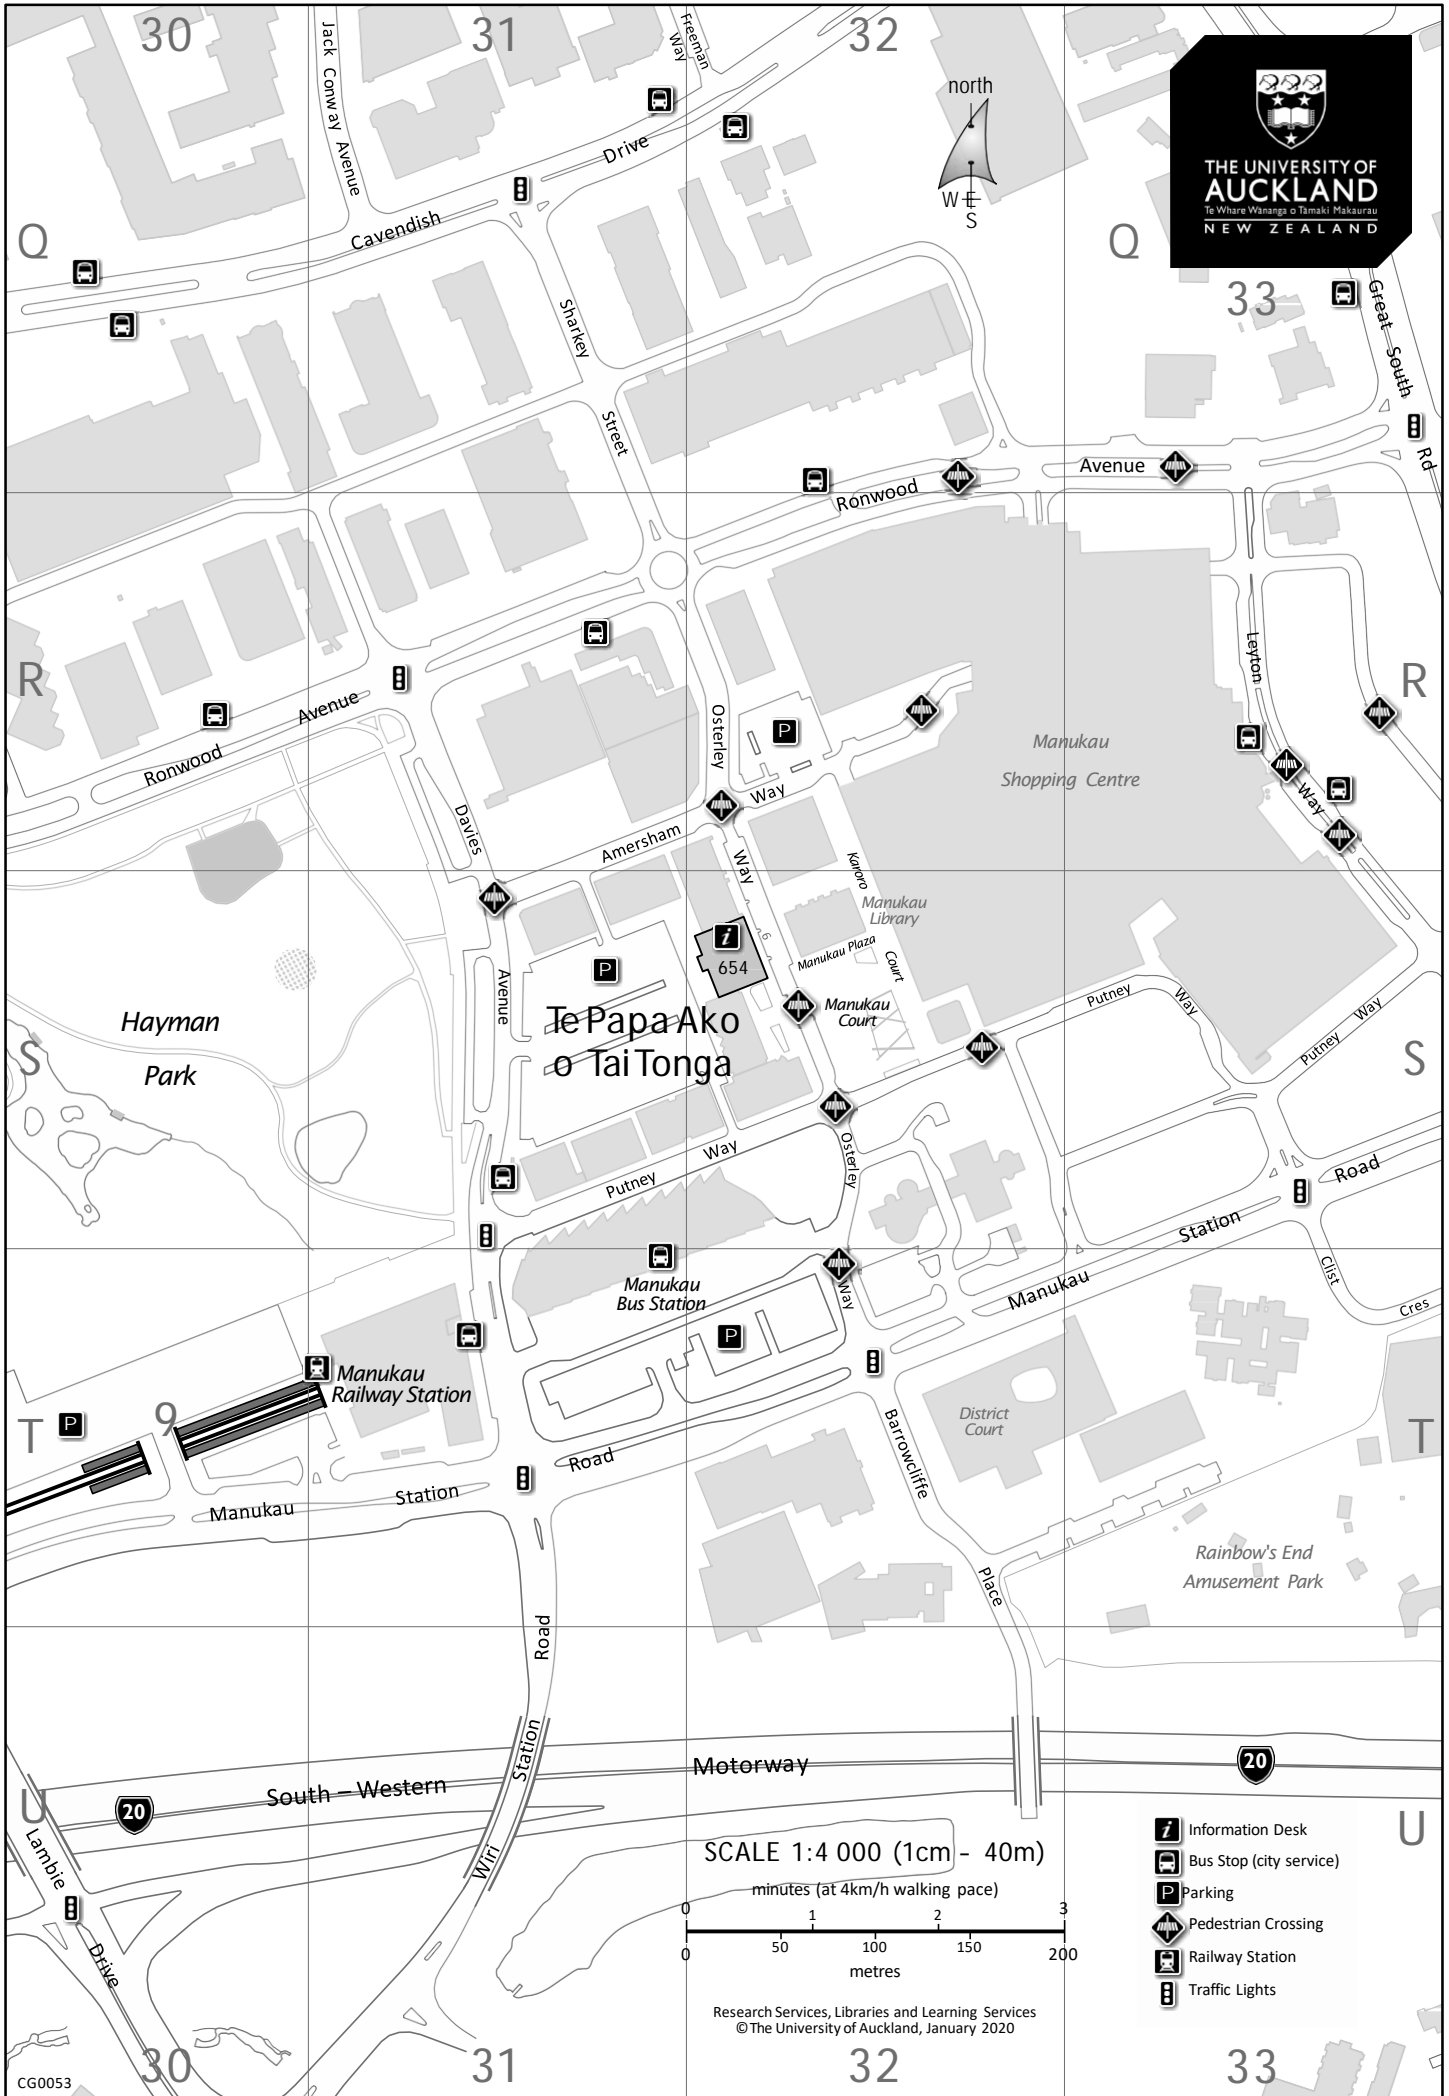 30
31
32
Jack Conway Avenue
Freeman
Way
north
W E
S
THE UNIVERSITY OF
AUCKLAND
Te Whare Wānanga o Tāmaki Makaurau
NEW ZEALAND
Drive
Cavendish
Q
Q
33
Great South
Rd
Sharkey
Street
Avenue
Ronwood
R
R
Leyton
Way
Avenue
Ronwood
Osterley
Way
P
Manukau
Shopping Centre
Way
Amersham
Davies
Avenue
Karoro
Court
Manukau
Library
Manukau Plaza
i
6
654
P
Te Papa Ako
o Tai Tonga
Manukau
Court
Hayman
Park
S
S
Putney
Way
Putney
Way
Way
Putney
Osterley
Way
Road
Station
Manukau
Clist
Cres
Manukau
Bus Station
P
Manukau
Railway Station
T
P
9
T
District
Court
Road
Station
Manukau
Barrowcliffe
Place
Rainbow's End
Amusement Park
Road
Station
Wiri
Motorway
South – Western
20
20
U
U
Lambie
Drive
SCALE 1:4 000 (1cm - 40m)
minutes (at 4km/h walking pace)
0 1 2 3
0 50 100 150 200
metres
Research Services, Libraries and Learning Services
© The University of Auckland, January 2020
i Information Desk
Bus Stop (city service)
P Parking
Pedestrian Crossing
Railway Station
Traffic Lights
30
31
32
33
CG0053